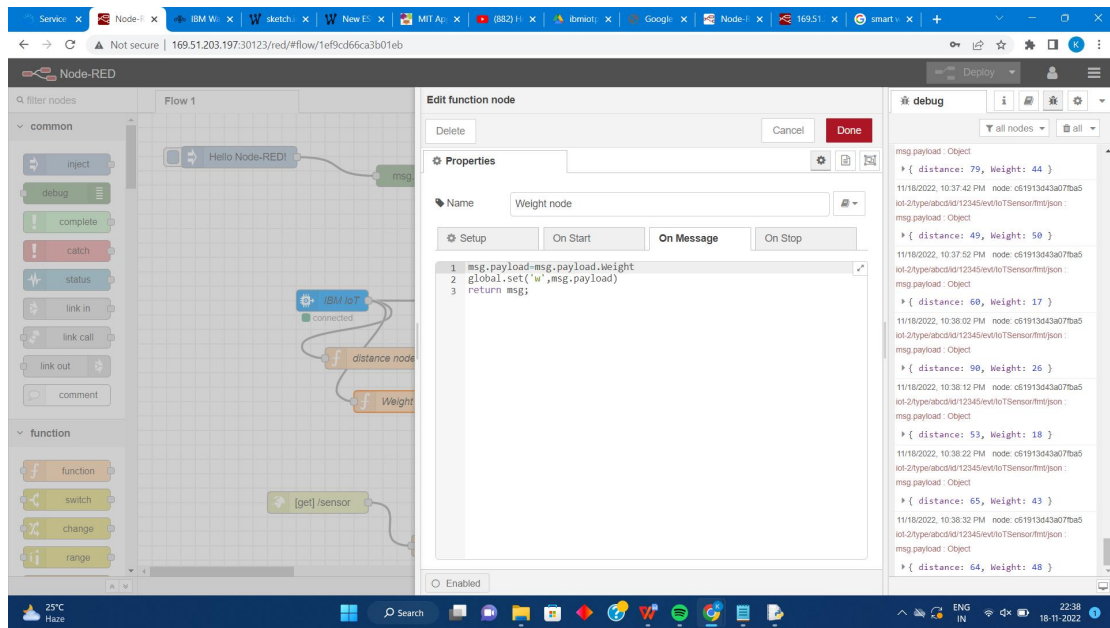 Service
Node-R
IBM Wa
sketch.
New ES
MIT Ap
(882) H
ibmiotp
Google
Node-R
169.51.
smart w
Not secure | 169.51.203.197:30123/red/#flow/1ef9cd66ca3b01eb
K
Node-RED
Deploy
filter nodes
Flow 1
Edit function node
debug
i
common
Delete
Cancel
Done
all nodes
all
inject
debug
complete
catch
status
link in
link call
link out
comment
function
function
switch
change
range
Hello Node-RED!
msg.
IBM IoT
connected
distance node
Weight
[get] /sensor
Properties
Name
Weight node
Setup
On Start
On Message
On Stop
1 msg.payload=msg.payload.Weight
2 global.set('w',msg.payload)
3 return msg;
Enabled
msg.payload : Object
{ distance: 79, Weight: 44 }
11/18/2022, 10:37:42 PM node: c61913d43a07fba5
iot-2/type/abcd/id/12345/evt/IoTSensor/fmt/json :
msg.payload : Object
{ distance: 49, Weight: 50 }
11/18/2022, 10:37:52 PM node: c61913d43a07fba5
iot-2/type/abcd/id/12345/evt/IoTSensor/fmt/json :
msg.payload : Object
{ distance: 60, Weight: 17 }
11/18/2022, 10:38:02 PM node: c61913d43a07fba5
iot-2/type/abcd/id/12345/evt/IoTSensor/fmt/json :
msg.payload : Object
{ distance: 90, Weight: 26 }
11/18/2022, 10:38:12 PM node: c61913d43a07fba5
iot-2/type/abcd/id/12345/evt/IoTSensor/fmt/json :
msg.payload : Object
{ distance: 53, Weight: 18 }
11/18/2022, 10:38:22 PM node: c61913d43a07fba5
iot-2/type/abcd/id/12345/evt/IoTSensor/fmt/json :
msg.payload : Object
{ distance: 65, Weight: 43 }
11/18/2022, 10:38:32 PM node: c61913d43a07fba5
iot-2/type/abcd/id/12345/evt/IoTSensor/fmt/json :
msg.payload : Object
{ distance: 64, Weight: 48 }
25°C
Haze
Search
ENG
IN
22:38
18-11-2022
1